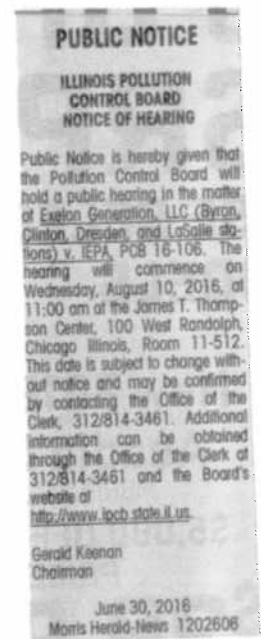 PUBLIC NOTICE
ILLINOIS POLLUTION
CONTROL BOARD
NOTICE OF HEARING
Public Notice is hereby given that
the Pollution Control Board will
hold a public hearing in the matter
of Exelon Generation, LLC (Byron,
Clinton, Dresden, and LaSalle sta-
tions) v. IEPA, PCB 16-106. The
hearing will commence on
Wednesday, August 10, 2016, at
11:00 am at the James T. Thomp-
son Center, 100 West Randolph,
Chicago Illinois, Room 11-512.
This date is subject to change with-
out notice and may be confirmed
by contacting the Office of the
Clerk, 312/814-3461. Additional
information can be obtained
through the Office of the Clerk at
312/814-3461 and the Board's
website at
http://www.ipcb.state.il.us.
Gerald Keenan
Chairman
June 30, 2016
Morris Herald-News 1202606